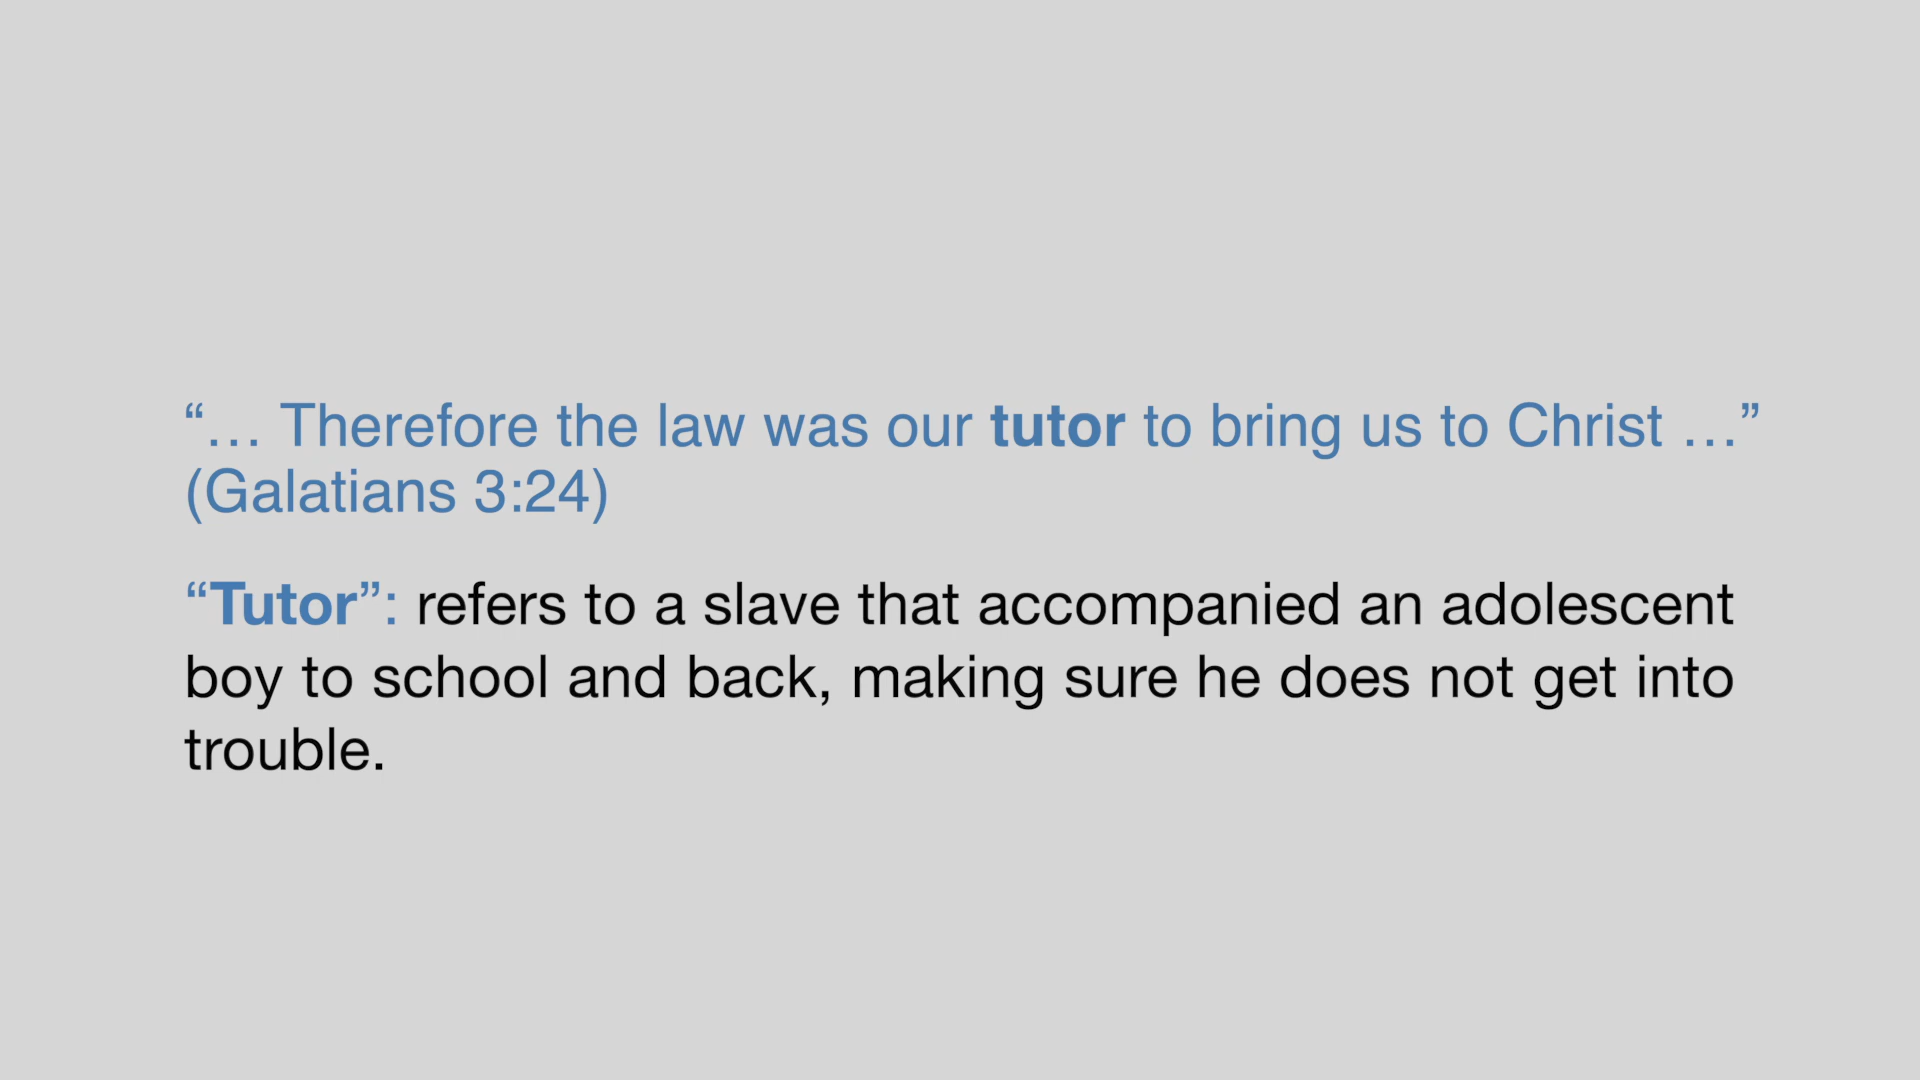 “… Therefore the law was our tutor to bring us to Christ …”
(Galatians 3:24)
“Tutor”: refers to a slave that accompanied an adolescent
boy to school and back, making sure he does not get into
trouble.